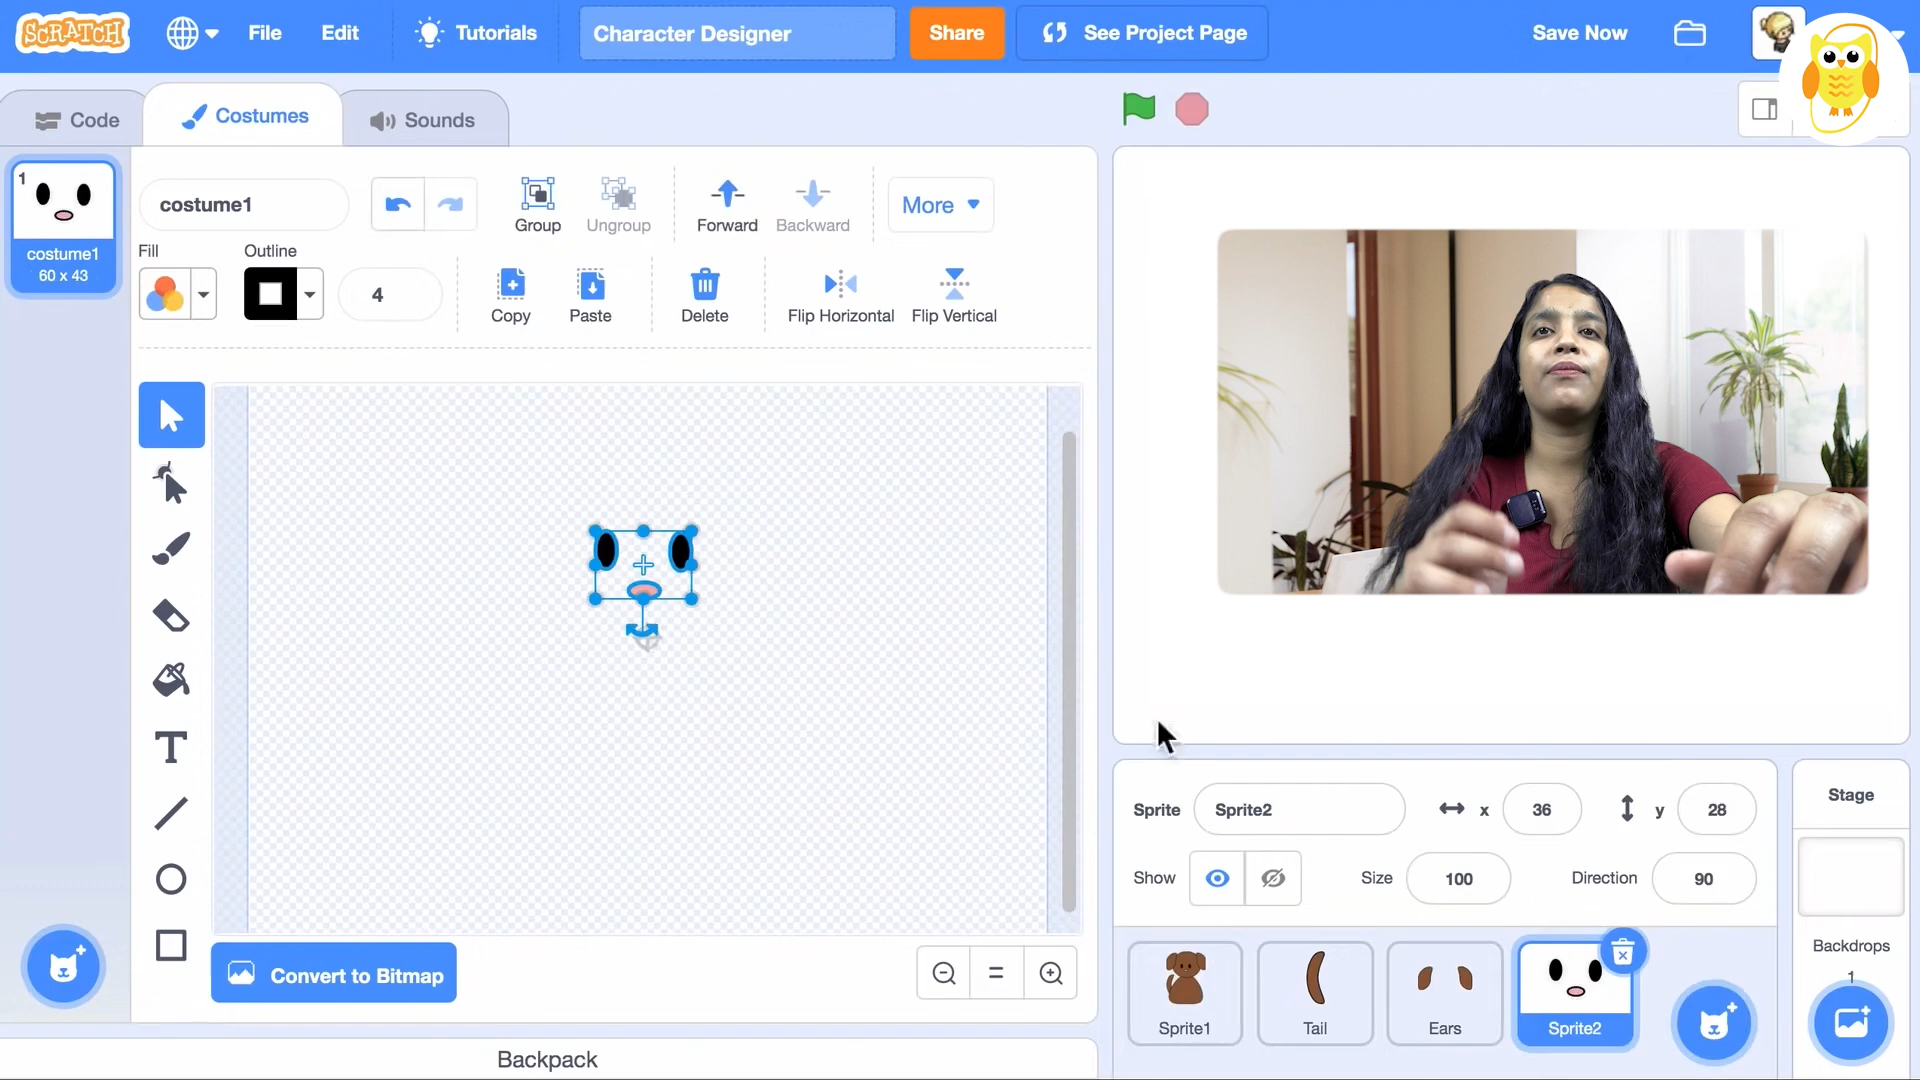 SCRATCH
File
Edit
Tutorials
Character Designer
Share
See Project Page
Save Now
Code
Costumes
Sounds
1
costume1
60 x 43
costume1
Group
Ungroup
Forward
Backward
More
Fill
Outline
4
Copy
Paste
Delete
Flip Horizontal
Flip Vertical
T
Convert to Bitmap
Backpack
Sprite
Sprite2
x
36
y
28
Show
Size
100
Direction
90
Stage
Backdrops
1
Sprite1
Tail
Ears
Sprite2